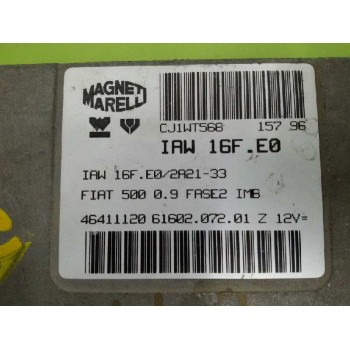 MAGNETI
MARELLI
CJ1WT568 157 96
IAW 16F.E0
IAW 16F.E0/2A21-33
FIAT 500 0.9 FASE2 IMB
46411120 61602.072.01 Z 12V=